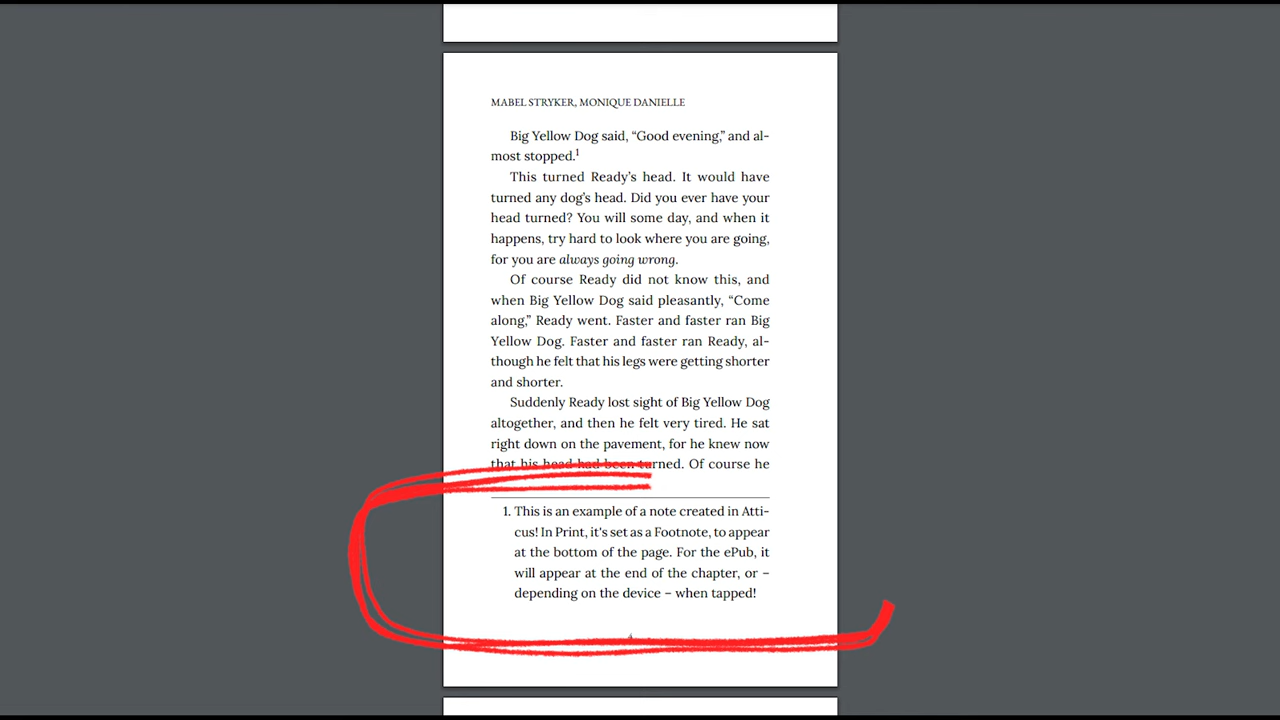 MABEL STRYKER, MONIQUE DANIELLE
Big Yellow Dog said, “Good evening,” and al-
most stopped.1
This turned Ready’s head. It would have
turned any dog’s head. Did you ever have your
head turned? You will some day, and when it
happens, try hard to look where you are going,
for you are always going wrong.
Of course Ready did not know this, and
when Big Yellow Dog said pleasantly, “Come
along,” Ready went. Faster and faster ran Big
Yellow Dog. Faster and faster ran Ready, al-
though he felt that his legs were getting shorter
and shorter.
Suddenly Ready lost sight of Big Yellow Dog
altogether, and then he felt very tired. He sat
right down on the pavement, for he knew now
that his head had been turned. Of course he
1. This is an example of a note created in Atti-
cus! In Print, it's set as a Footnote, to appear
at the bottom of the page. For the ePub, it
will appear at the end of the chapter, or –
depending on the device – when tapped!